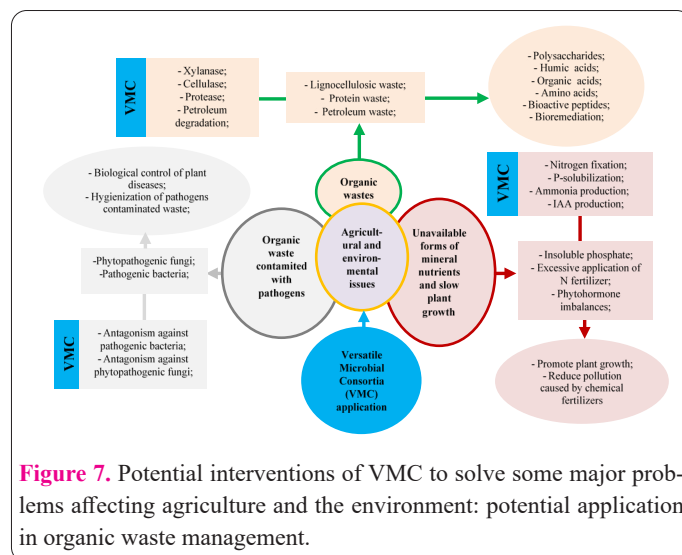 VMC
- Xylanase;
- Cellulase;
- Protease;
- Petroleum
degradation;
- Lignocellulosic waste;
- Protein waste;
- Petroleum waste;
- Polysaccharides;
- Humic acids;
- Organic acids;
- Amino acids;
- Bioactive peptides;
- Bioremediation;
- Biological control of plant
diseases;
- Hygienization of pathogens
contaminated waste;
Organic
wastes
VMC
- Nitrogen fixation;
- P-solubilization;
- Ammonia production;
- IAA production;
-Phytopathogenic fungi;
-Pathogenic bacteria;
Organic
waste
contamited
with
pathogens
Agricul-
tural and
environ-
mental
issues
Unavailable
forms of
mineral
nutrients
and slow
plant
growth
- Insoluble phosphate;
- Excessive application of
N fertilizer;
- Phytohormone
imbalances;
VMC
- Antagonism against
pathogenic bacteria;
- Antagonism against
phytopathogenic fungi;
Versatile
Microbial
Consortia
(VMC)
application
- Promote plant growth;
- Reduce pollution
caused by chemical
fertilizers
Figure 7. Potential interventions of VMC to solve some major prob-
lems affecting agriculture and the environment: potential application
in organic waste management.